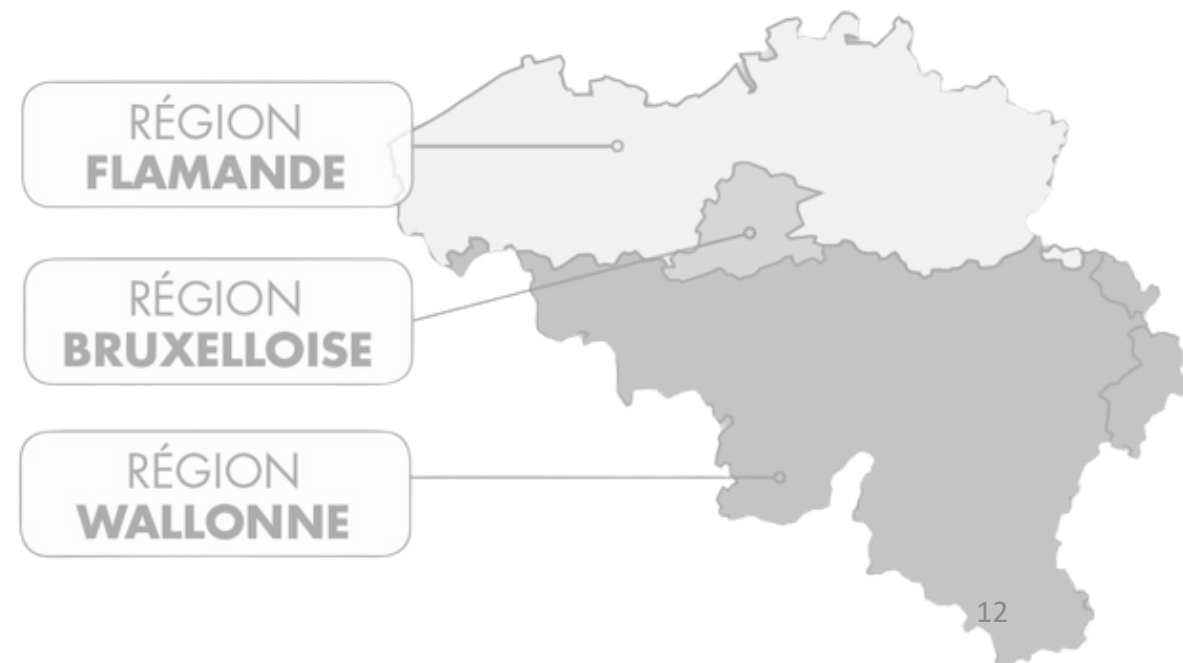 RÉGION
FLAMANDE
RÉGION
BRUXELLOISE
RÉGION
WALLONNE
12